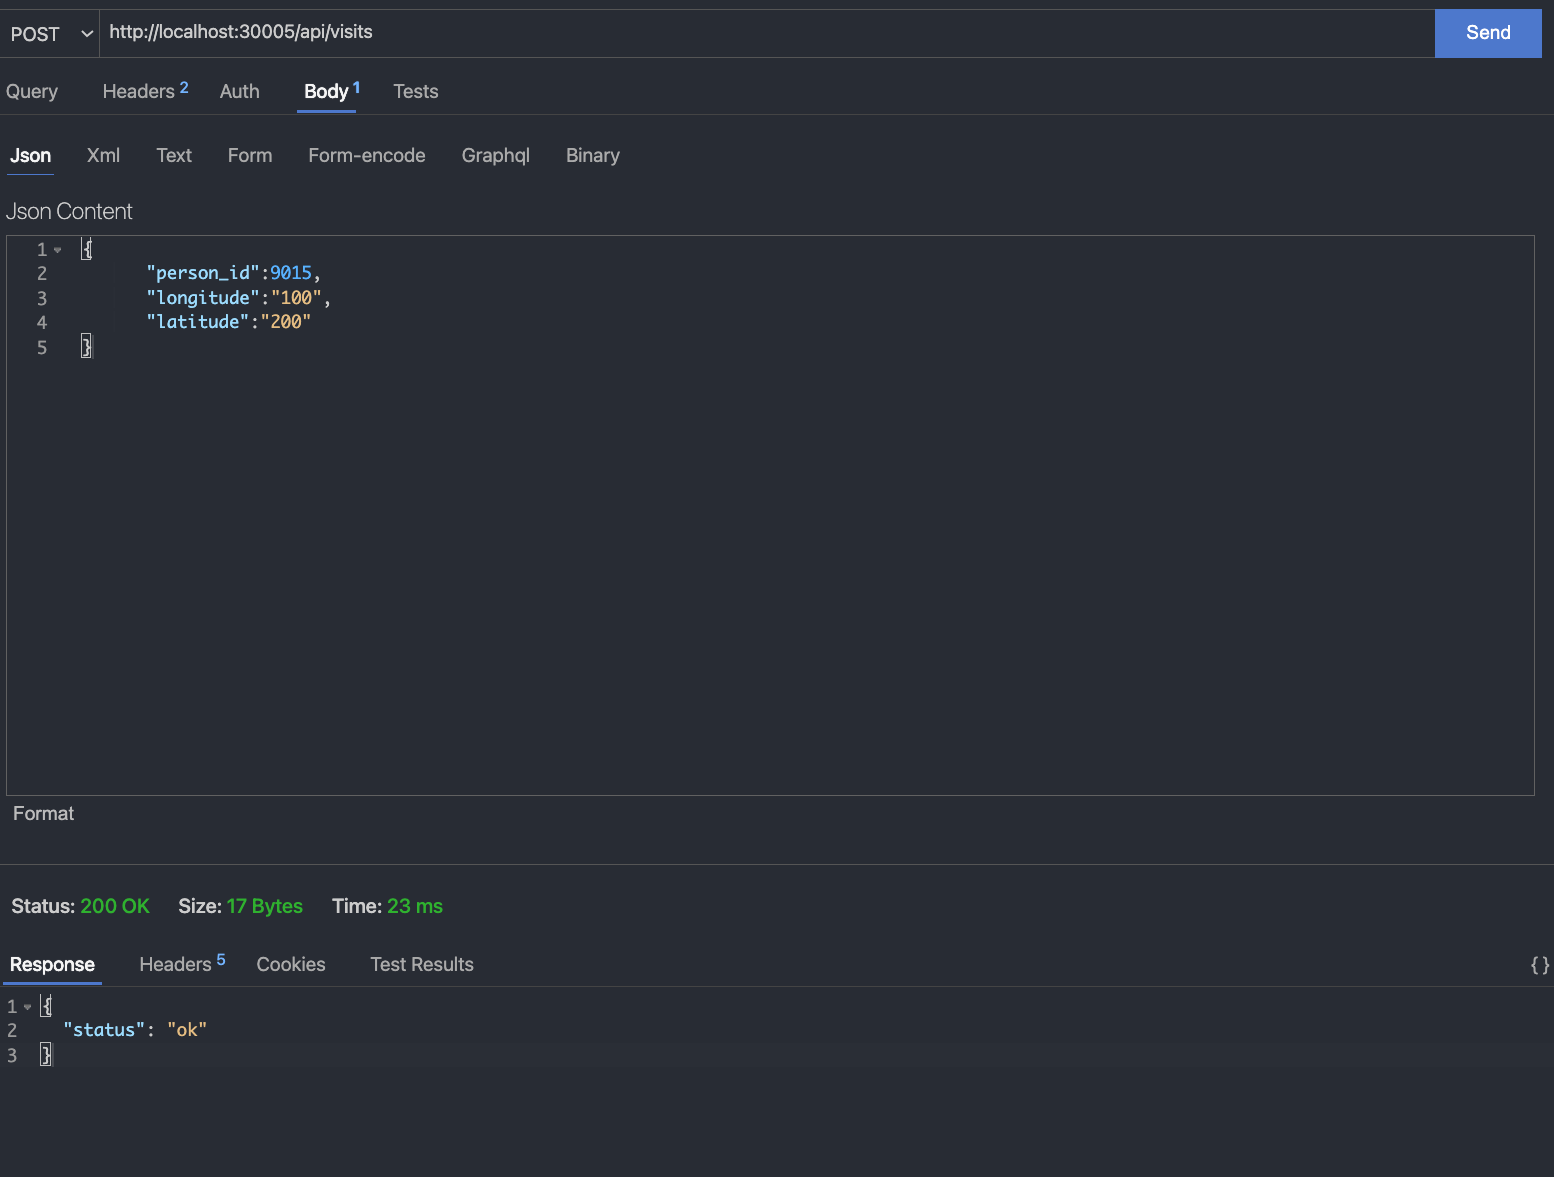 POST http://localhost:30005/api/visits Send
Query Headers 2 Auth Body 1 Tests
Json Xml Text Form Form-encode Graphql Binary
Json Content
1 {
2 "person_id":9015,
3 "longitude":"100",
4 "latitude":"200"
5 }
Format
Status: 200 OK Size: 17 Bytes Time: 23 ms
Response Headers 5 Cookies Test Results {}
1 {
2 "status": "ok"
3 }